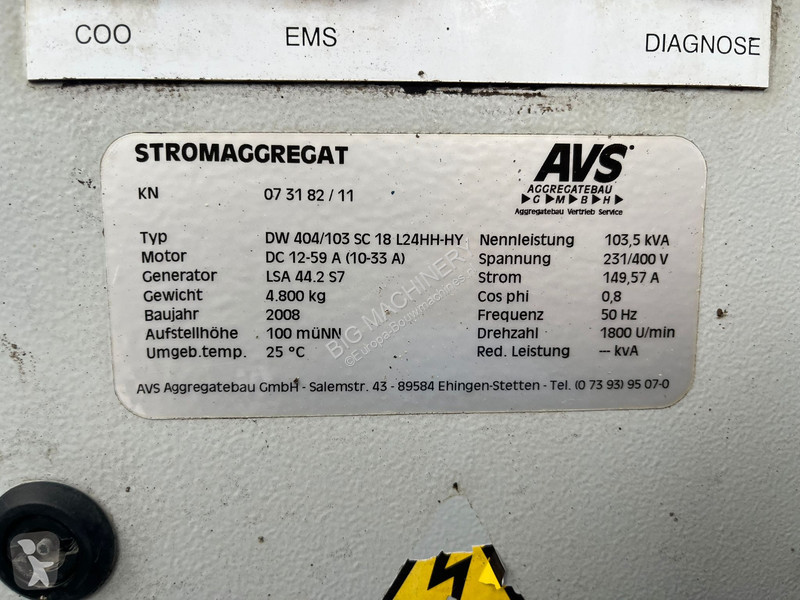 COO EMS DIAGNOSE
STROMAGGREGAT
AVS
AGGREGATEBAU
G M B H
Aggregatebau Vertrieb Service
KN 07 31 82 / 11
Typ DW 404/103 SC 18 L24HH-HY Nennleistung 103,5 kVA
Motor DC 12-59 A (10-33 A) Spannung 231/400 V
Generator LSA 44.2 S7 Strom 149,57 A
Gewicht 4.800 kg Cos phi 0,8
Baujahr 2008 Frequenz 50 Hz
Aufstellhöhe 100 müNN Drehzahl 1800 U/min
Umgeb.temp. 25 °C Red. Leistung --- kvA
AVS Aggregatebau GmbH - Salemstr. 43 - 89584 Ehingen-Stetten - Tel. (0 73 93) 95 07-0
BIG MACHINERY
©Europa-Baumaschinen